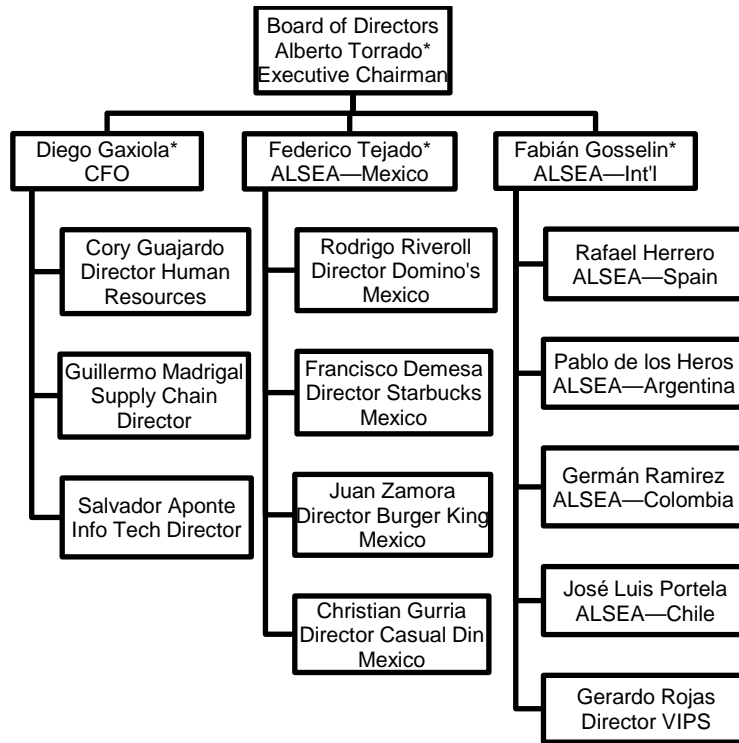 Board of Directors
Alberto Torrado*
Executive Chairman
Diego Gaxiola*
CFO
Federico Tejado*
ALSEA—Mexico
Fabián Gosselin*
ALSEA—Int'l
Cory Guajardo
Director Human
Resources
Guillermo Madrigal
Supply Chain
Director
Salvador Aponte
Info Tech Director
Rodrigo Riveroll
Director Domino's
Mexico
Francisco Demesa
Director Starbucks
Mexico
Juan Zamora
Director Burger King
Mexico
Christian Gurria
Director Casual Din
Mexico
Rafael Herrero
ALSEA—Spain
Pablo de los Heros
ALSEA—Argentina
Germán Ramirez
ALSEA—Colombia
José Luis Portela
ALSEA—Chile
Gerardo Rojas
Director VIPS